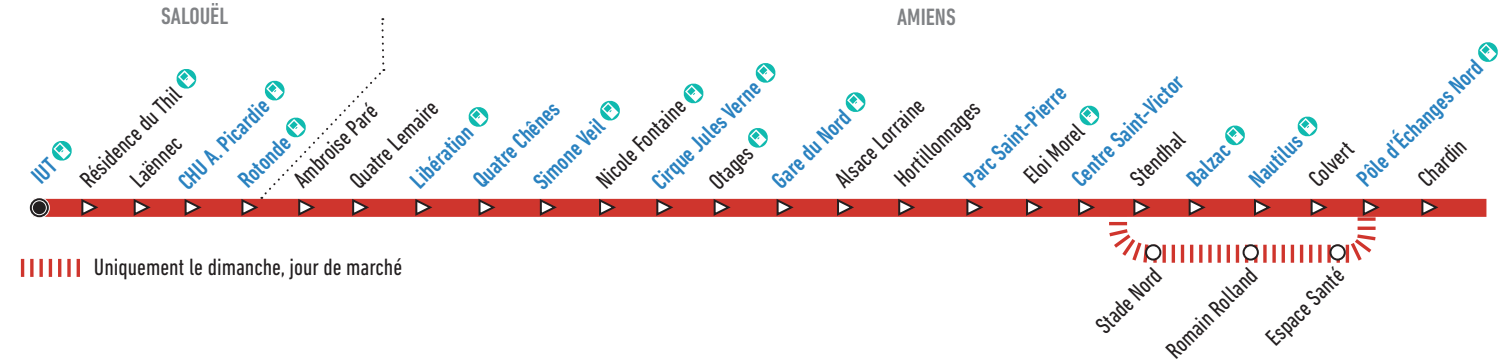 SALOUËL
AMIENS
IUT
Résidence du Thil
Laënnec
CHU A. Picardie
Rotonde
Ambroise Paré
Quatre Lemaire
Libération
Quatre Chênes
Simone Veil
Nicole Fontaine
Cirque Jules Verne
Otages
Gare du Nord
Alsace Lorraine
Hortillonnages
Parc Saint-Pierre
Eloi Morel
Centre Saint-Victor
Stendhal
Balzac
Nautilus
Colvert
Pôle d'Échanges Nord
Chardin
Uniquement le dimanche, jour de marché
Stade Nord
Romain Rolland
Espace Santé